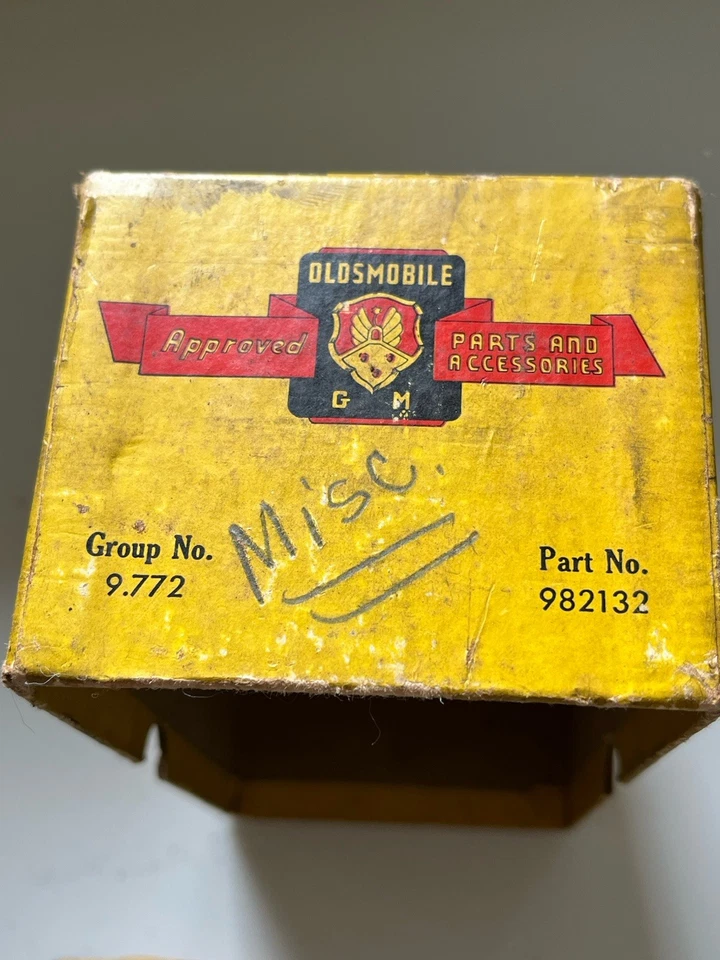 OLDSMOBILE
Approved
PARTS AND
ACCESSORIES
G M
Misc.
Group No.
9.772
Part No.
982132